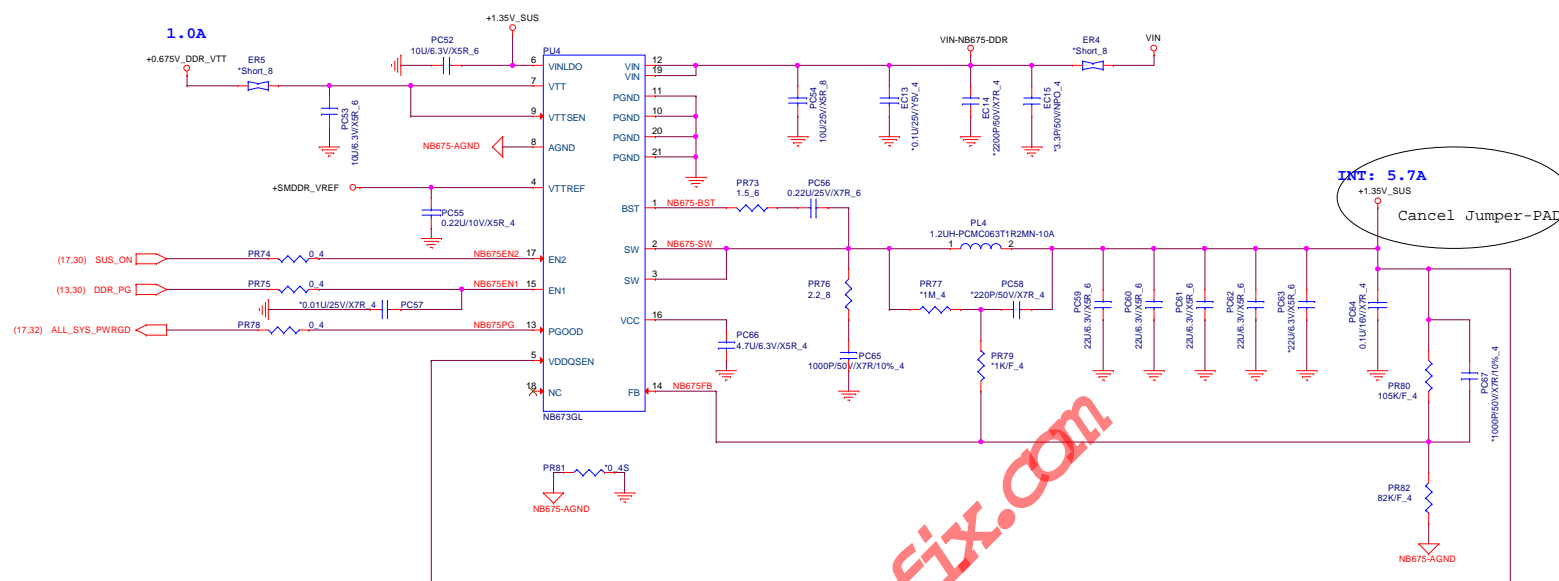 1.0A
+0.675V_DDR_VTT
ER5
*Short_8
PC52
10U/6.3V/X5R_6
+1.35V_SUS
PC53
10U/6.3V/X5R_6
NB675-AGND
+SMDDR_VREF
PC55
0.22U/10V/X5R_4
(17,30) SUS_ON
PR74
0_4
NB675EN2
(13,30) DDR_PG
PR75
0_4
NB675EN1
*0.01U/25V/X7R_4
PC57
(17,32) ALL_SYS_PWRGD
PR78
0_4
NB675PG
PU4
6 VINLDO
7 VTT
9 VTTSEN
8 AGND
4 VTTREF
17 EN2
15 EN1
13 PGOOD
5 VDDQSEN
18 NC
VIN 12
VIN 19
PGND 11
PGND 10
PGND 20
PGND 21
BST 1
SW 2
SW 3
VCC 16
FB 14
NB673GL
PR81
*0_4S
NB675-AGND
VIN-NB675-DDR
ER4
*Short_8
VIN
PC54
10U/25V/X5R_8
EC13
*0.1U/25V/Y5V_4
EC14
*2200P/50V/X7R_4
EC15
*3.3P/50V/NPO_4
NB675-BST
PR73
1.5_6
PC56
0.22U/25V/X7R_6
NB675-SW
PL4
1.2UH-PCMC063T1R2MN-10A
1 2
PR76
2.2_8
PR77
*1M_4
PC58
*220P/50V/X7R_4
PC66
4.7U/6.3V/X5R_4
PC65
1000P/50V/X7R/10%_4
PR79
*1K/F_4
NB675FB
PC59
22U/6.3V/X5R_6
PC60
22U/6.3V/X5R_6
PC61
22U/6.3V/X5R_6
PC62
22U/6.3V/X5R_6
PC63
*22U/6.3V/X5R_6
PC64
0.1U/16V/X7R_4
INT: 5.7A
+1.35V_SUS
Cancel Jumper-PAD
PR80
105K/F_4
PC67
*1000P/50V/X7R/10%_4
PR82
82K/F_4
NB675-AGND
fix.com